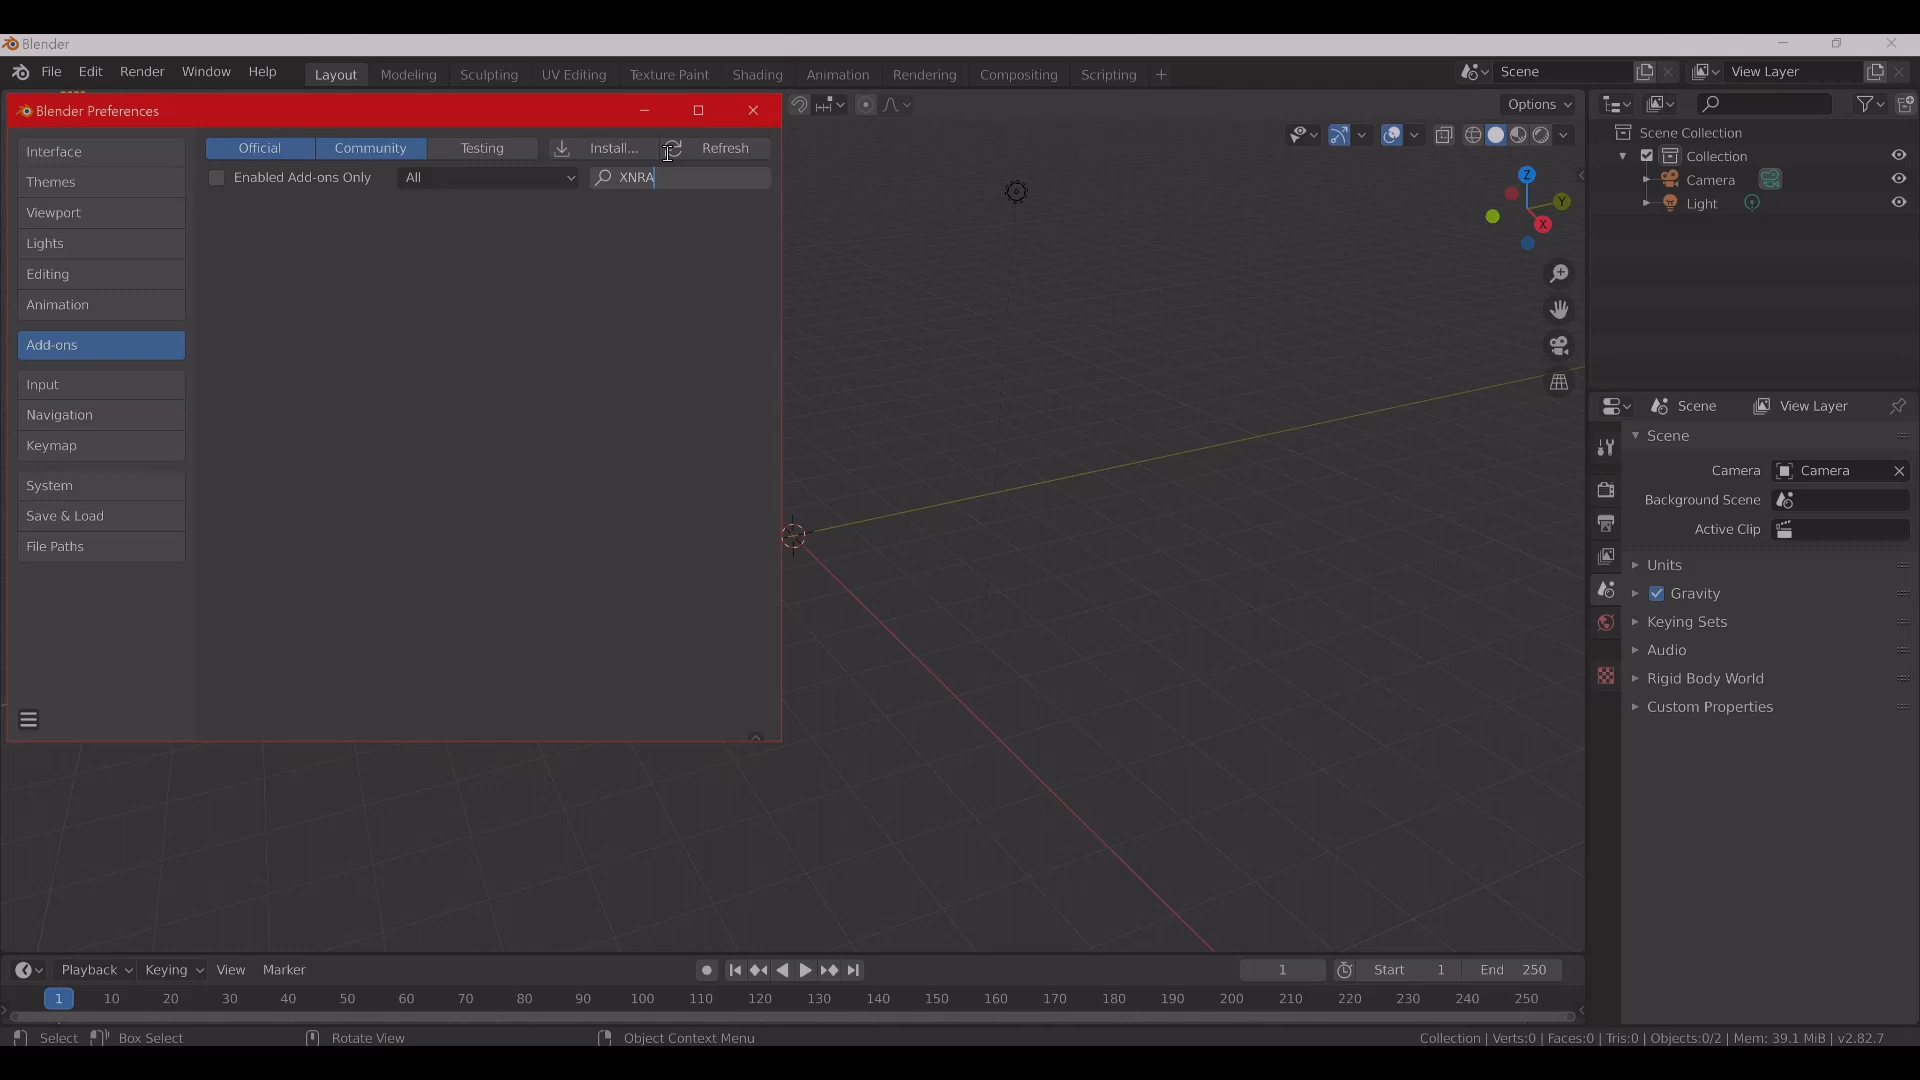 Blender
File Edit Render Window Help Layout Modeling Sculpting UV Editing Texture Paint Shading Animation Rendering Compositing Scripting + Scene View Layer
Blender Preferences
Options
Interface
Themes
Viewport
Lights
Editing
Animation
Add-ons
Input
Navigation
Keymap
System
Save & Load
File Paths
Official Community Testing Install... Refresh
Enabled Add-ons Only All XNRA
Z
Y
X
Scene Collection
Collection
Camera
Light
Scene View Layer
Scene
Camera Camera
Background Scene
Active Clip
Units
Gravity
Keying Sets
Audio
Rigid Body World
Custom Properties
Playback Keying View Marker 1 Start 1 End 250
1 10 20 30 40 50 60 70 80 90 100 110 120 130 140 150 160 170 180 190 200 210 220 230 240 250
Select Box Select Rotate View Object Context Menu Collection | Verts:0 | Faces:0 | Tris:0 | Objects:0/2 | Mem: 39.1 MiB | v2.82.7